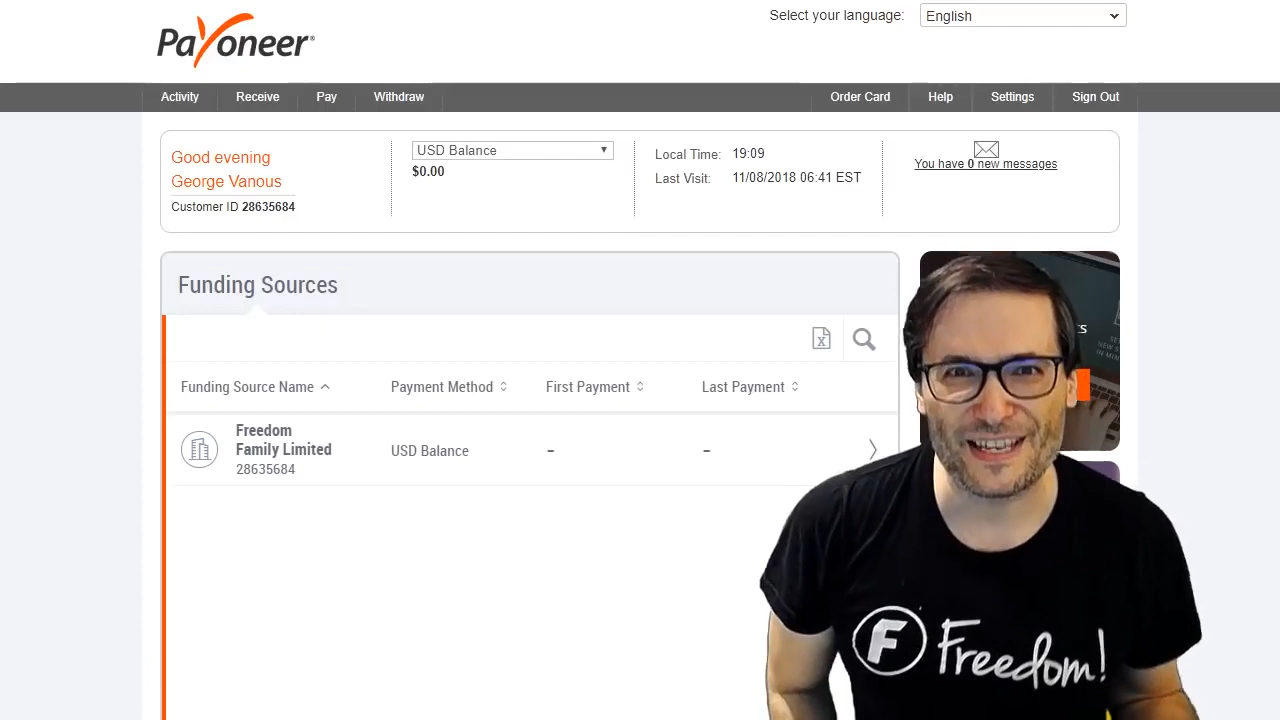 Payoneer
Select your language:
English
Activity
Receive
Pay
Withdraw
Order Card
Help
Settings
Sign Out
Good evening
George Vanous
Customer ID 28635684
USD Balance
$0.00
Local Time: 19:09
Last Visit: 11/08/2018 06:41 EST
You have 0 new messages
Funding Sources
Funding Source Name
Payment Method
First Payment
Last Payment
Freedom
Family Limited
28635684
USD Balance
-
-
F Freedom!